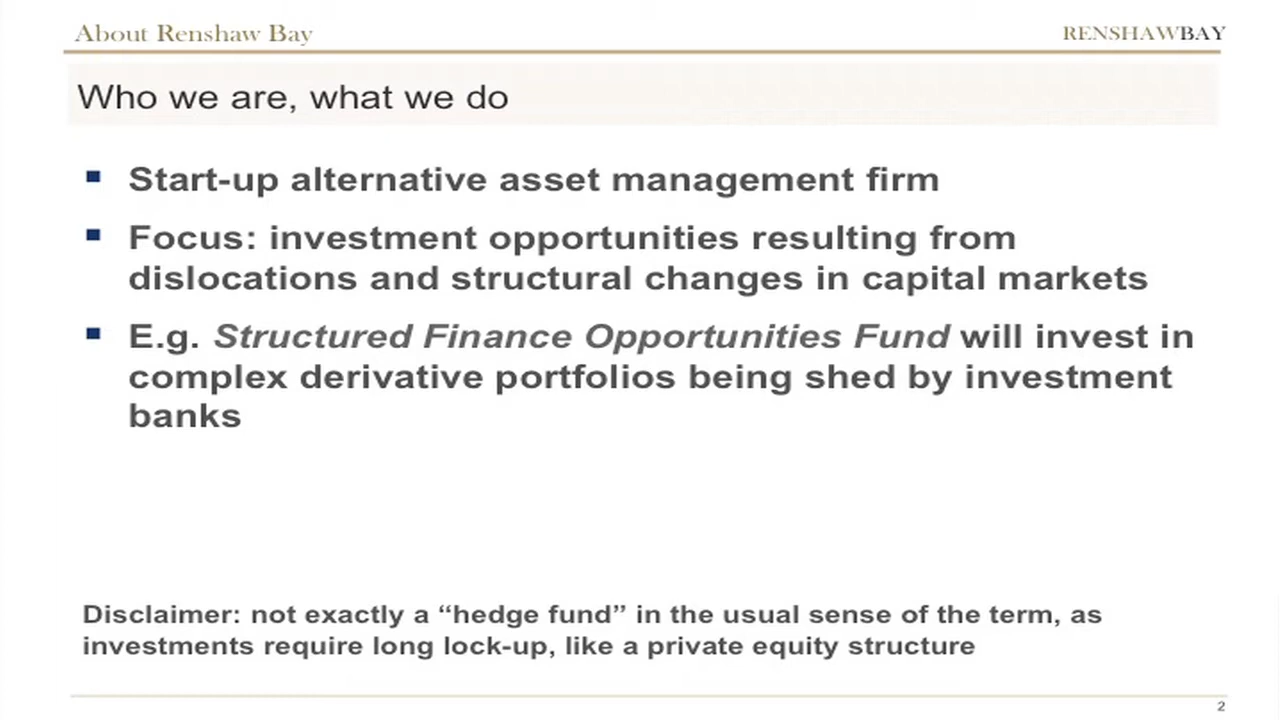 About Renshaw Bay
RENSHAWBAY
Who we are, what we do
Start-up alternative asset management firm
Focus: investment opportunities resulting from
dislocations and structural changes in capital markets
E.g. Structured Finance Opportunities Fund will invest in
complex derivative portfolios being shed by investment
banks
Disclaimer: not exactly a “hedge fund” in the usual sense of the term, as
investments require long lock-up, like a private equity structure
2